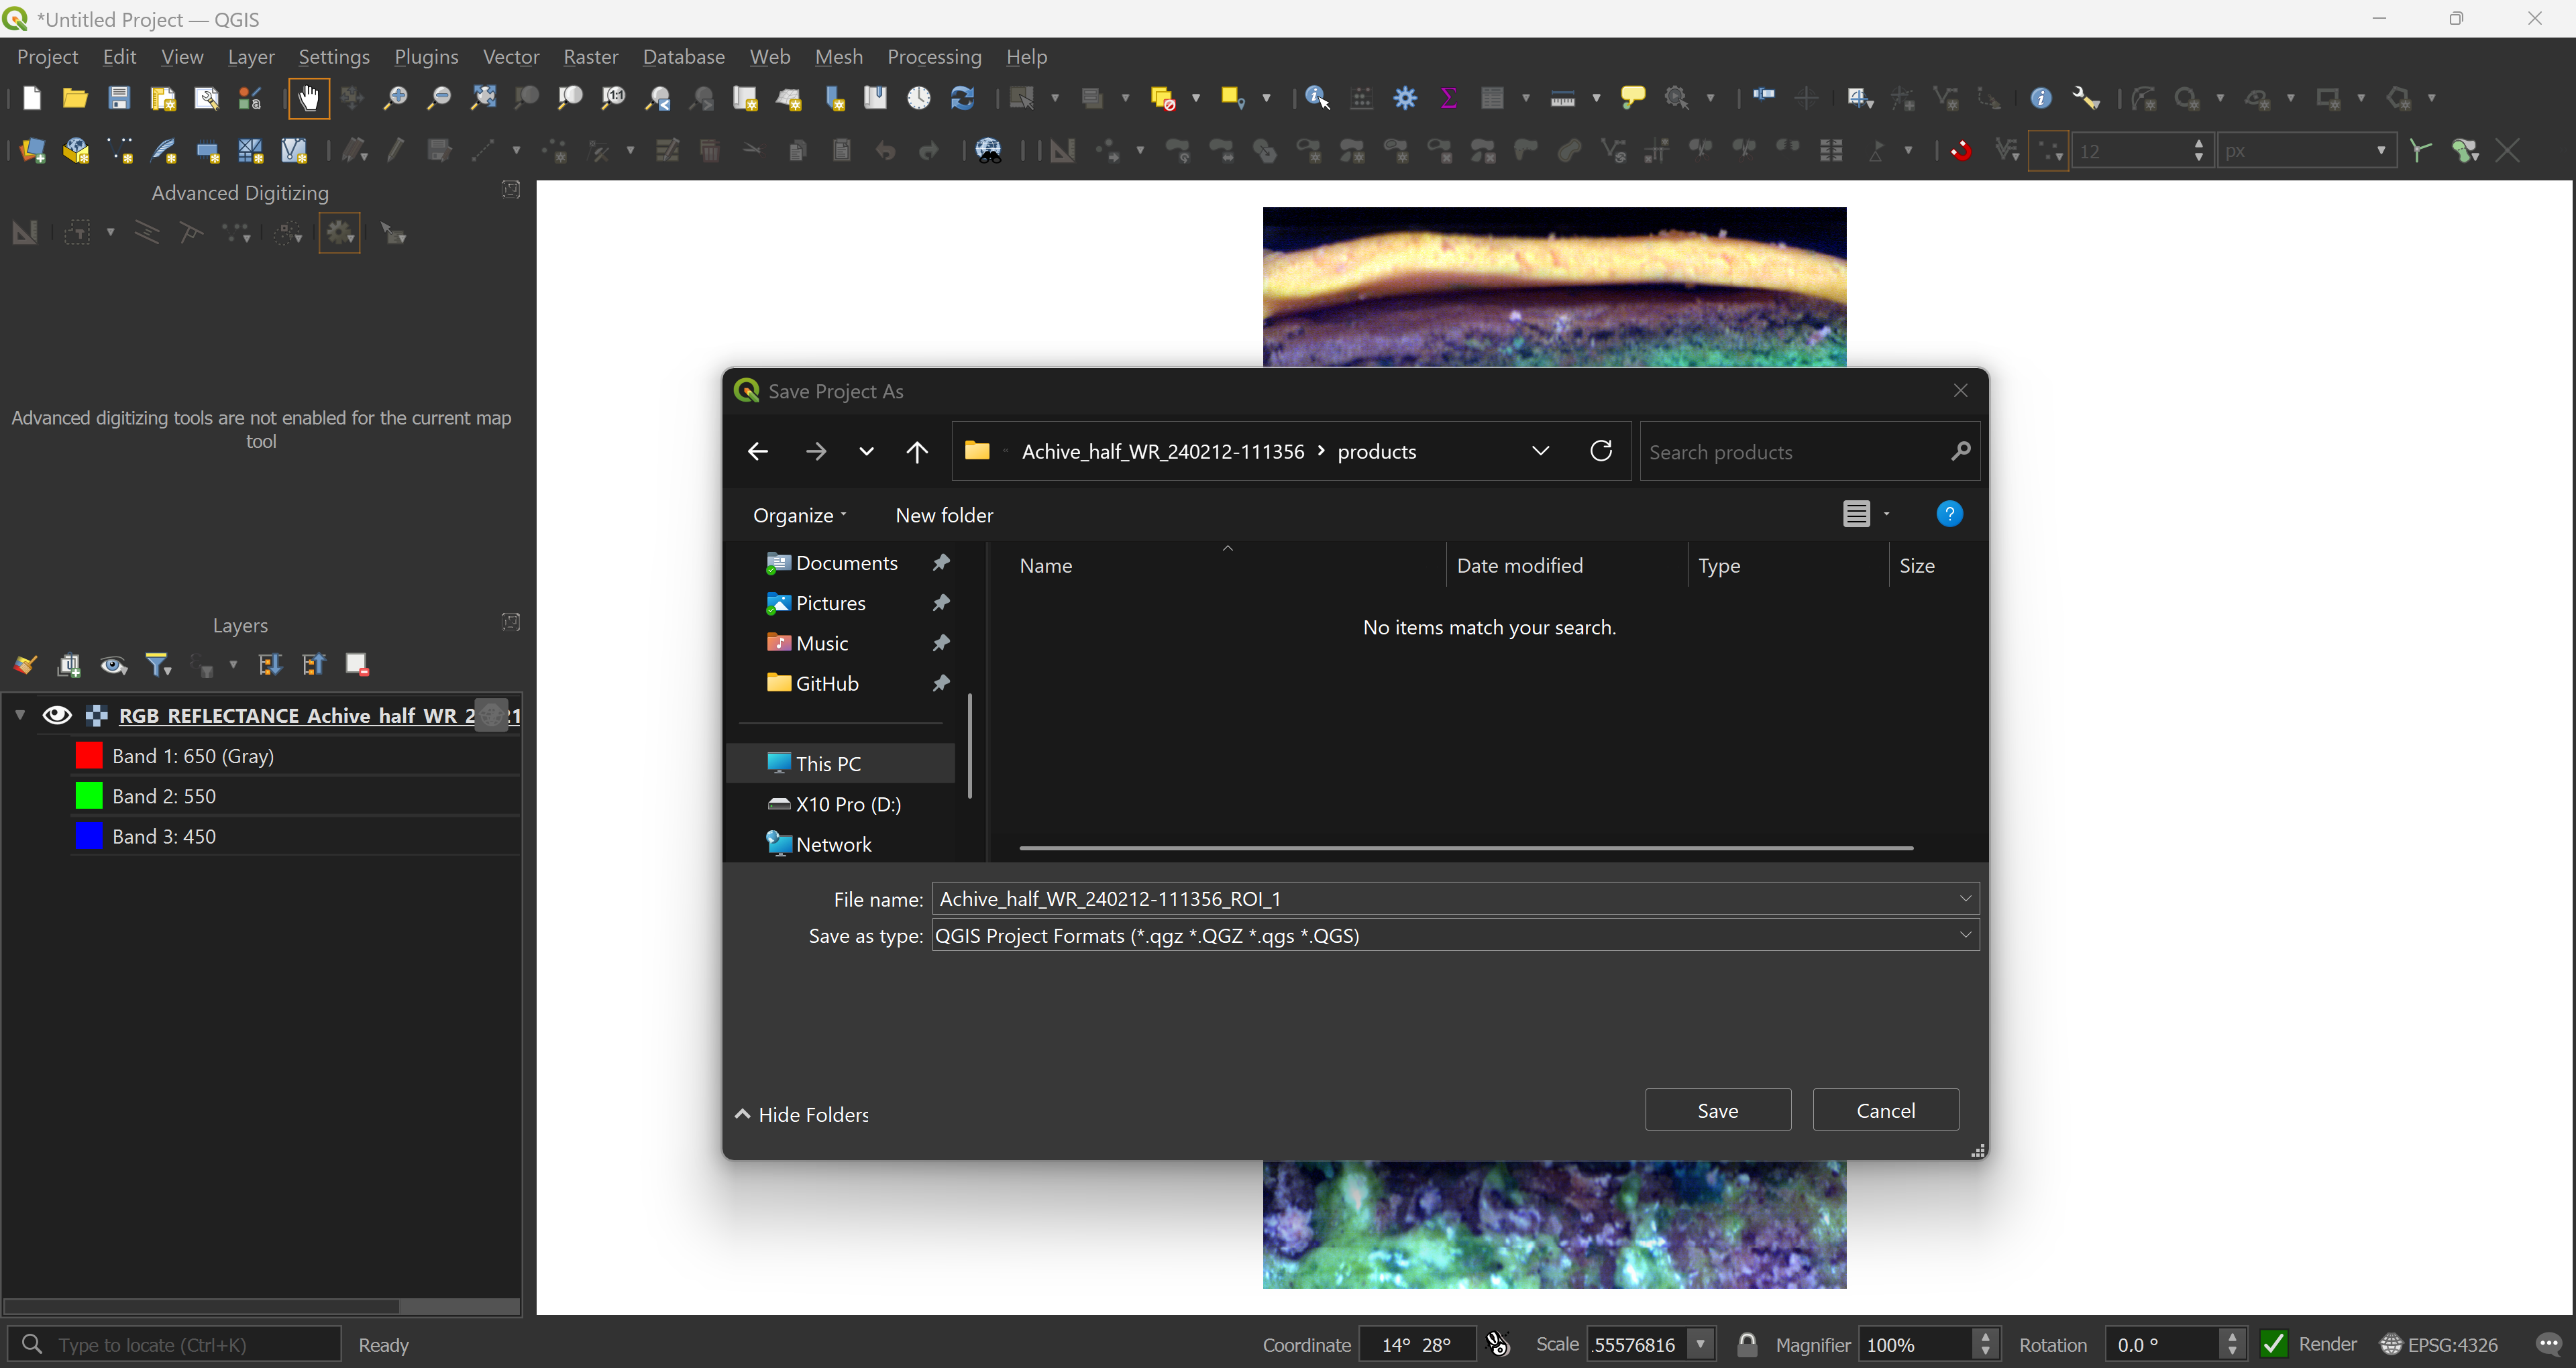 *Untitled Project — QGIS
Project Edit View Layer Settings Plugins Vector Raster Database Web Mesh Processing Help
12 px
Advanced Digitizing
Advanced digitizing tools are not enabled for the current map
tool
Layers
RGB_REFLECTANCE_Achive_half_WR_2
Band 1: 650 (Gray)
Band 2: 550
Band 3: 450
Save Project As
Achive_half_WR_240212-111356 › products
Search products
Organize
New folder
Documents
Pictures
Music
GitHub
This PC
X10 Pro (D:)
Network
Name Date modified Type Size
No items match your search.
File name: Achive_half_WR_240212-111356_ROI_1
Save as type: QGIS Project Formats (*.qgz *.QGZ *.qgs *.QGS)
Hide Folders
Save
Cancel
Type to locate (Ctrl+K)
Ready
Coordinate 14° 28°
Scale .55576816
Magnifier 100%
Rotation 0.0 °
Render
EPSG:4326